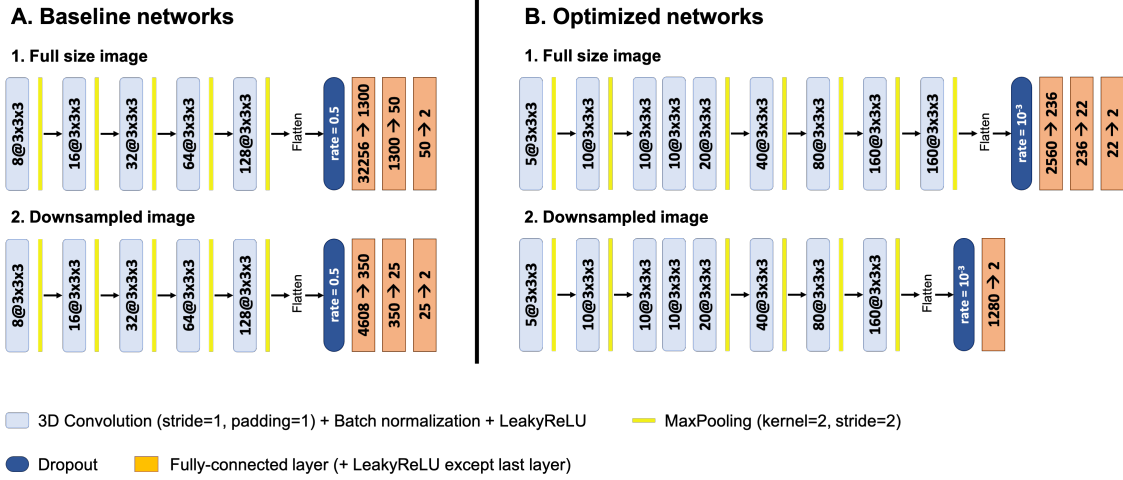 A. Baseline networks
1. Full size image
8@3x3x3
16@3x3x3
32@3x3x3
64@3x3x3
128@3x3x3
Flatten
rate = 0.5
32256 → 1300
1300 → 50
50 → 2
2. Downsampled image
8@3x3x3
16@3x3x3
32@3x3x3
64@3x3x3
128@3x3x3
Flatten
rate = 0.5
4608 → 350
350 → 25
25 → 2
B. Optimized networks
1. Full size image
5@3x3x3
10@3x3x3
10@3x3x3
10@3x3x3
20@3x3x3
40@3x3x3
80@3x3x3
160@3x3x3
160@3x3x3
Flatten
rate = 10⁻³
2560 → 236
236 → 22
22 → 2
2. Downsampled image
5@3x3x3
10@3x3x3
10@3x3x3
10@3x3x3
20@3x3x3
40@3x3x3
80@3x3x3
160@3x3x3
Flatten
rate = 10⁻³
1280 → 2
3D Convolution (stride=1, padding=1) + Batch normalization + LeakyReLU
MaxPooling (kernel=2, stride=2)
Dropout
Fully-connected layer (+ LeakyReLU except last layer)